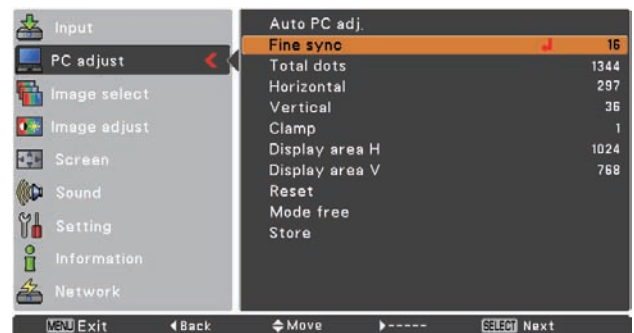 Input
PC adjust
Image select
Image adjust
Screen
Sound
Setting
Information
Network
Auto PC adj.
Fine sync 16
Total dots 1344
Horizontal 297
Vertical 36
Clamp 1
Display area H 1024
Display area V 768
Reset
Mode free
Store
MENU Exit Back Move ----- SELECT Next